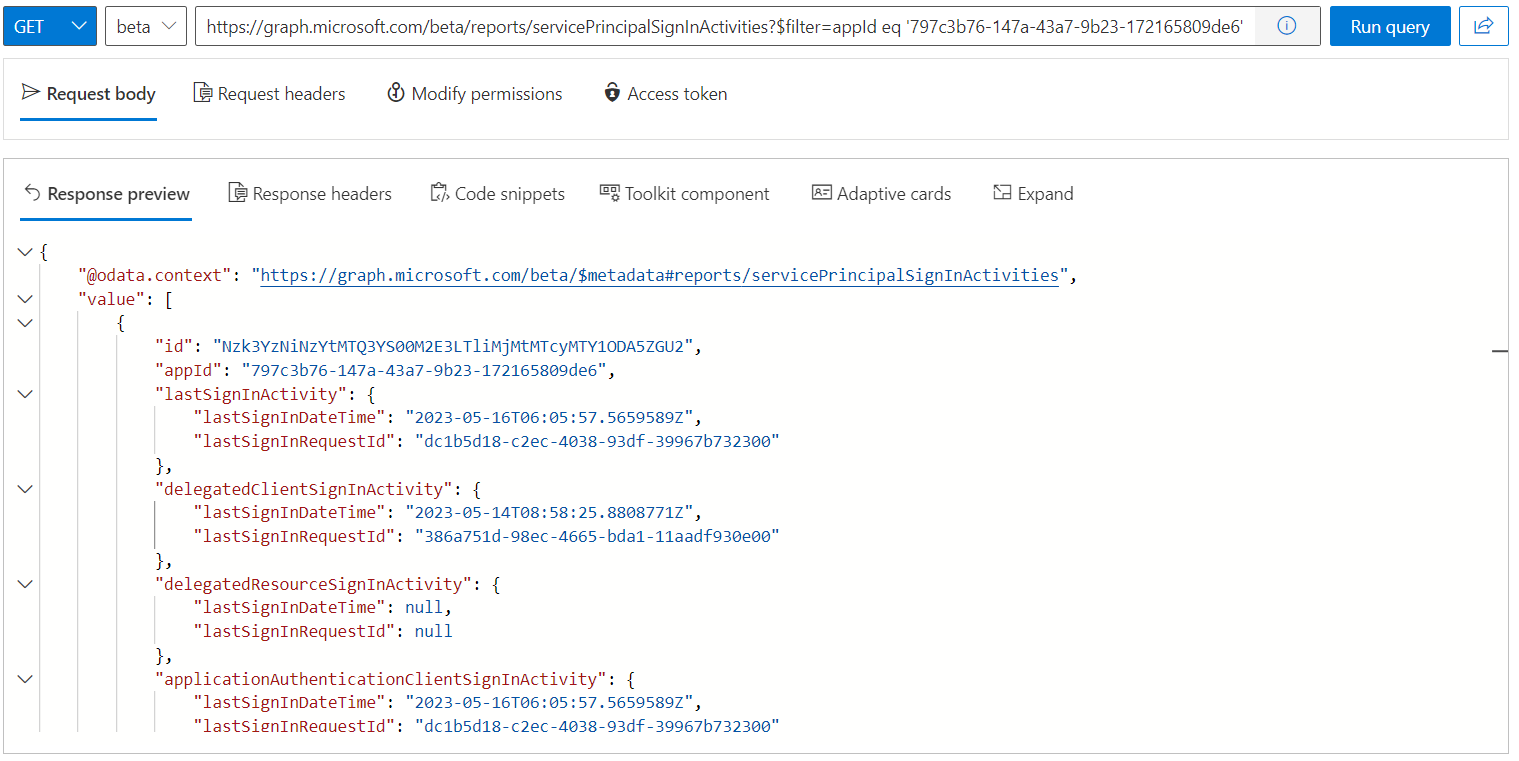 GET beta https://graph.microsoft.com/beta/reports/servicePrincipalSignInActivities?$filter=appId eq '797c3b76-147a-43a7-9b23-172165809de6' Run query
Request body Request headers Modify permissions Access token
Response preview Response headers Code snippets Toolkit component Adaptive cards Expand
{
"@odata.context": "https://graph.microsoft.com/beta/$metadata#reports/servicePrincipalSignInActivities",
"value": [
{
"id": "Nzk3YzNiNzYtMTQ3YS00M2E3LTliMjMtMTcyMTY1ODA5ZGU2",
"appId": "797c3b76-147a-43a7-9b23-172165809de6",
"lastSignInActivity": {
"lastSignInDateTime": "2023-05-16T06:05:57.5659589Z",
"lastSignInRequestId": "dc1b5d18-c2ec-4038-93df-39967b732300"
},
"delegatedClientSignInActivity": {
"lastSignInDateTime": "2023-05-14T08:58:25.8808771Z",
"lastSignInRequestId": "386a751d-98ec-4665-bda1-11aadf930e00"
},
"delegatedResourceSignInActivity": {
"lastSignInDateTime": null,
"lastSignInRequestId": null
},
"applicationAuthenticationClientSignInActivity": {
"lastSignInDateTime": "2023-05-16T06:05:57.5659589Z",
"lastSignInRequestId": "dc1b5d18-c2ec-4038-93df-39967b732300"